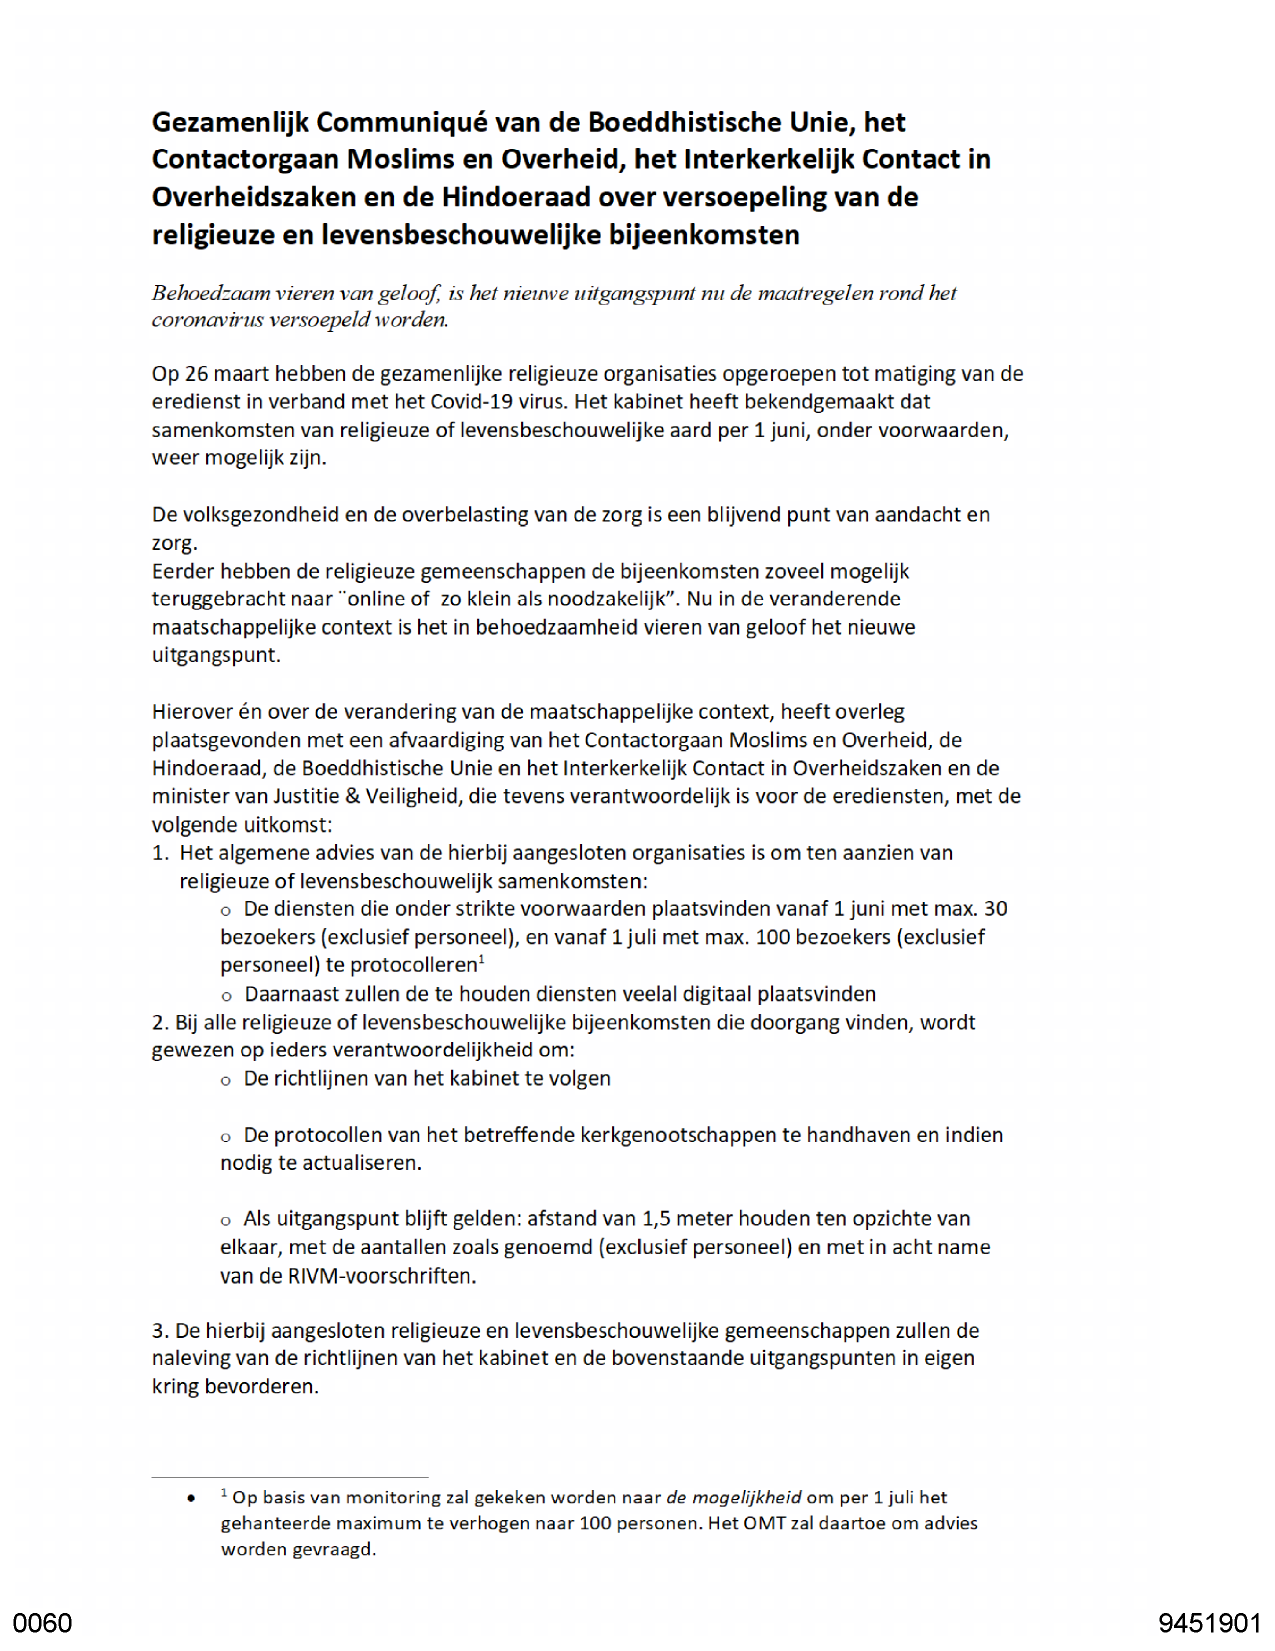 Gezamenlijk Communiqué van de Boeddhistische Unie, het
Contactorgaan Moslims en Overheid, het Interkerkelijk Contact in
Overheidszaken en de Hindoeraad over versoepeling van de
religieuze en levensbeschouwelijke bijeenkomsten
Behoedzaam vieren van geloof, is het nieuwe uitgangspunt nu de maatregelen rond het
coronavirus versoepeld worden.
Op 26 maart hebben de gezamenlijke religieuze organisaties opgeroepen tot matiging van de
eredienst in verband met het Covid-19 virus. Het kabinet heeft bekendgemaakt dat
samenkomsten van religieuze of levensbeschouwelijke aard per 1 juni, onder voorwaarden,
weer mogelijk zijn.
De volksgezondheid en de overbelasting van de zorg is een blijvend punt van aandacht en
zorg.
Eerder hebben de religieuze gemeenschappen de bijeenkomsten zoveel mogelijk
teruggebracht naar ¨online of  zo klein als noodzakelijk”. Nu in de veranderende
maatschappelijke context is het in behoedzaamheid vieren van geloof het nieuwe
uitgangspunt.
Hierover én over de verandering van de maatschappelijke context, heeft overleg
plaatsgevonden met een afvaardiging van het Contactorgaan Moslims en Overheid, de
Hindoeraad, de Boeddhistische Unie en het Interkerkelijk Contact in Overheidszaken en de
minister van Justitie & Veiligheid, die tevens verantwoordelijk is voor de erediensten, met de
volgende uitkomst:
1. Het algemene advies van de hierbij aangesloten organisaties is om ten aanzien van
religieuze of levensbeschouwelijk samenkomsten:
o De diensten die onder strikte voorwaarden plaatsvinden vanaf 1 juni met max. 30
bezoekers (exclusief personeel), en vanaf 1 juli met max. 100 bezoekers (exclusief
personeel) te protocolleren¹
o Daarnaast zullen de te houden diensten veelal digitaal plaatsvinden
2. Bij alle religieuze of levensbeschouwelijke bijeenkomsten die doorgang vinden, wordt
gewezen op ieders verantwoordelijkheid om:
o De richtlijnen van het kabinet te volgen
o De protocollen van het betreffende kerkgenootschappen te handhaven en indien
nodig te actualiseren.
o Als uitgangspunt blijft gelden: afstand van 1,5 meter houden ten opzichte van
elkaar, met de aantallen zoals genoemd (exclusief personeel) en met in acht name
van de RIVM-voorschriften.
3. De hierbij aangesloten religieuze en levensbeschouwelijke gemeenschappen zullen de
naleving van de richtlijnen van het kabinet en de bovenstaande uitgangspunten in eigen
kring bevorderen.
• ¹ Op basis van monitoring zal gekeken worden naar de mogelijkheid om per 1 juli het
gehanteerde maximum te verhogen naar 100 personen. Het OMT zal daartoe om advies
worden gevraagd.
0060
9451901